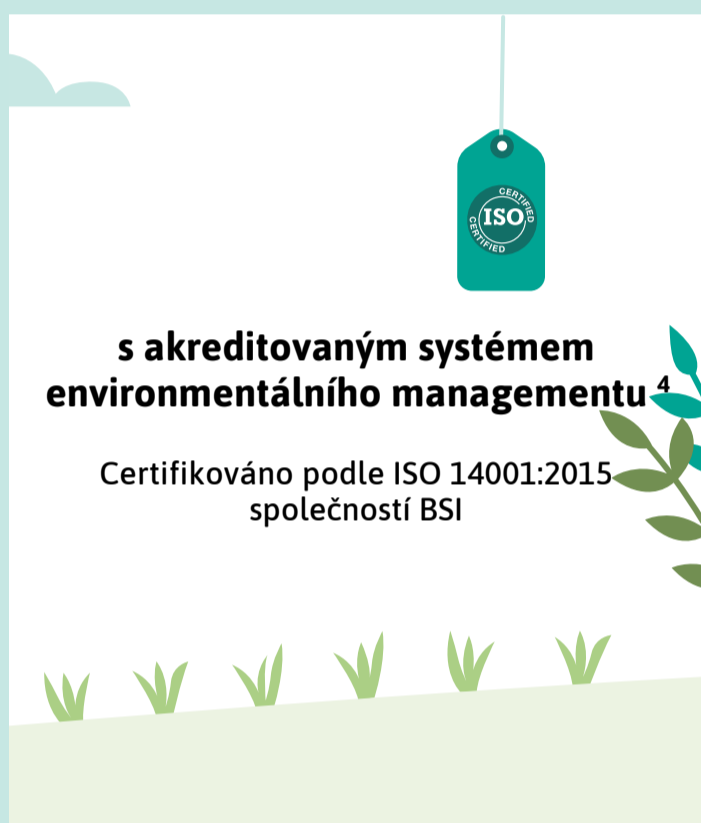 CERTIFIED
ISO
CERTIFIED
s akreditovaným systémem
environmentálního managementu ⁴
Certifikováno podle ISO 14001:2015
společností BSI